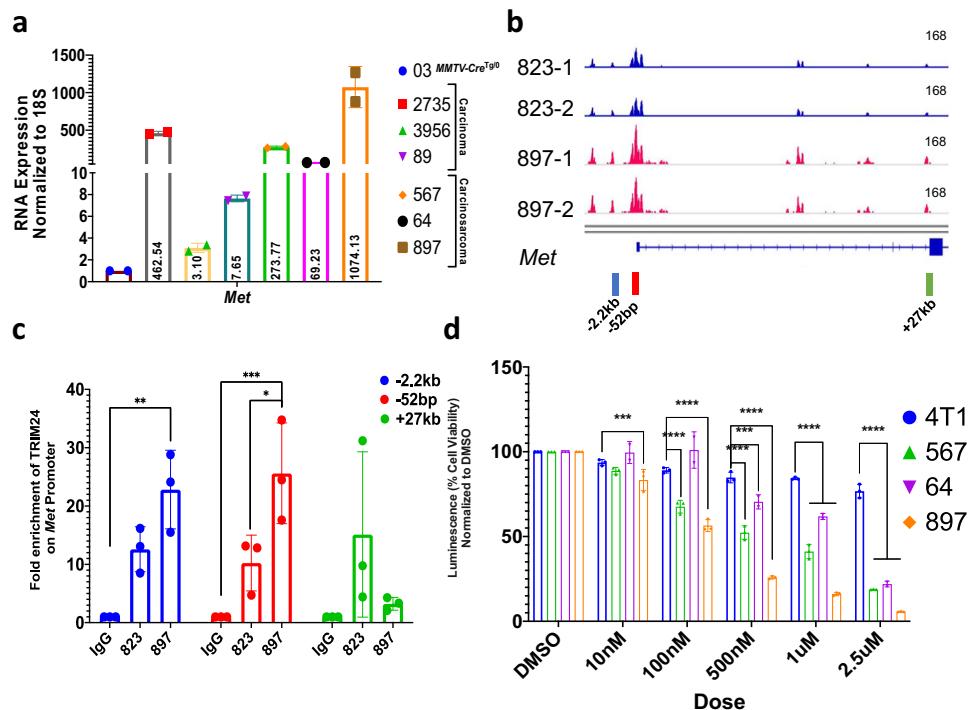 a
RNA Expression
Normalized to 18S
1500
1000
500
10
8
6
4
2
0
462.54
3.10
7.65
273.77
69.23
1074.13
Met
03 MMTV-CreTg/0
2735
3956
89
Carcinoma
567
64
897
Carcinosarcoma
b
823-1
168
823-2
168
897-1
168
897-2
168
Met
-2.2kb
-52bp
+27kb
c
Fold enrichment of TRIM24
on Met Promoter
40
30
20
10
0
**
***
*
-2.2kb
-52bp
+27kb
IgG
823
897
IgG
823
897
IgG
823
897
d
Luminescence (% Cell Viability)
Normalized to DMSO
150
100
50
0
***
****
****
****
***
****
****
****
4T1
567
64
897
DMSO
10nM
100nM
500nM
1uM
2.5uM
Dose